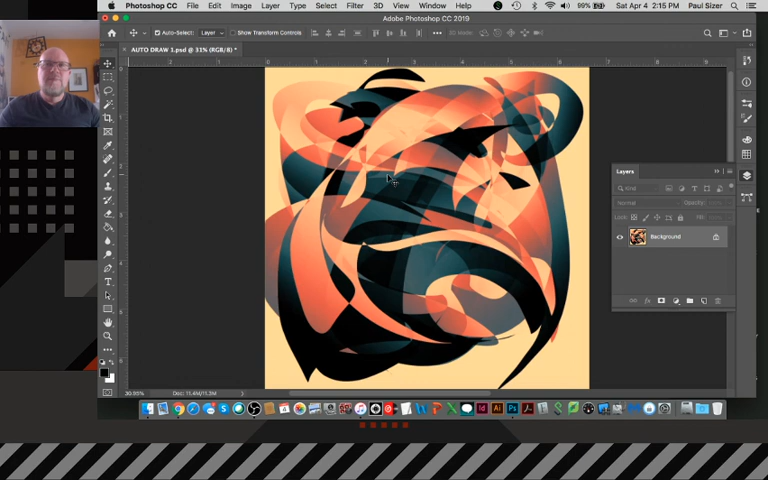 Photoshop CC File Edit Image Layer Type Select Filter 3D View Window Help 99% Sat Apr 4 2:15 PM Paul Sizer
Adobe Photoshop CC 2019
Auto-Select: Layer Show Transform Controls
AUTO DRAW 1.psd @ 31% (RGB/8) *
Layers
Kind
Normal Opacity:
Lock: Fill:
Background
30.93% Doc: 11.4M/11.3M